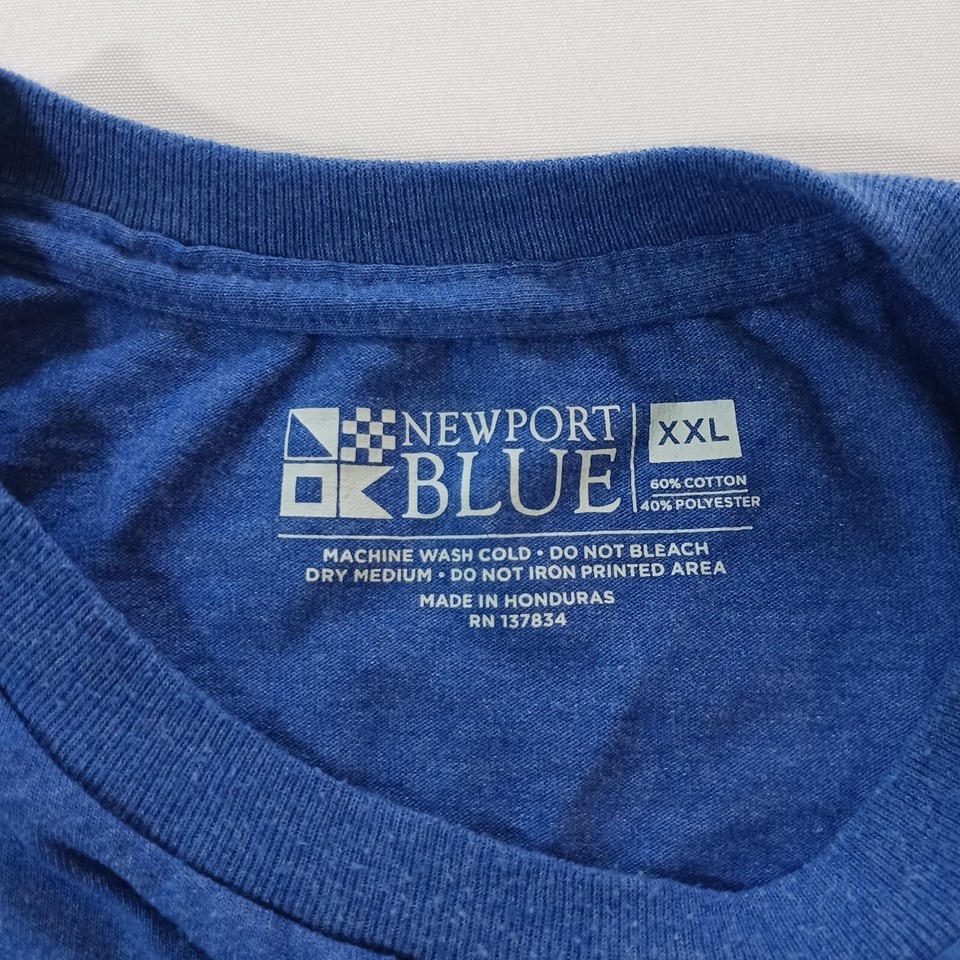 NEWPORT
BLUE
XXL
60% COTTON
40% POLYESTER
MACHINE WASH COLD • DO NOT BLEACH
DRY MEDIUM • DO NOT IRON PRINTED AREA
MADE IN HONDURAS
RN 137834